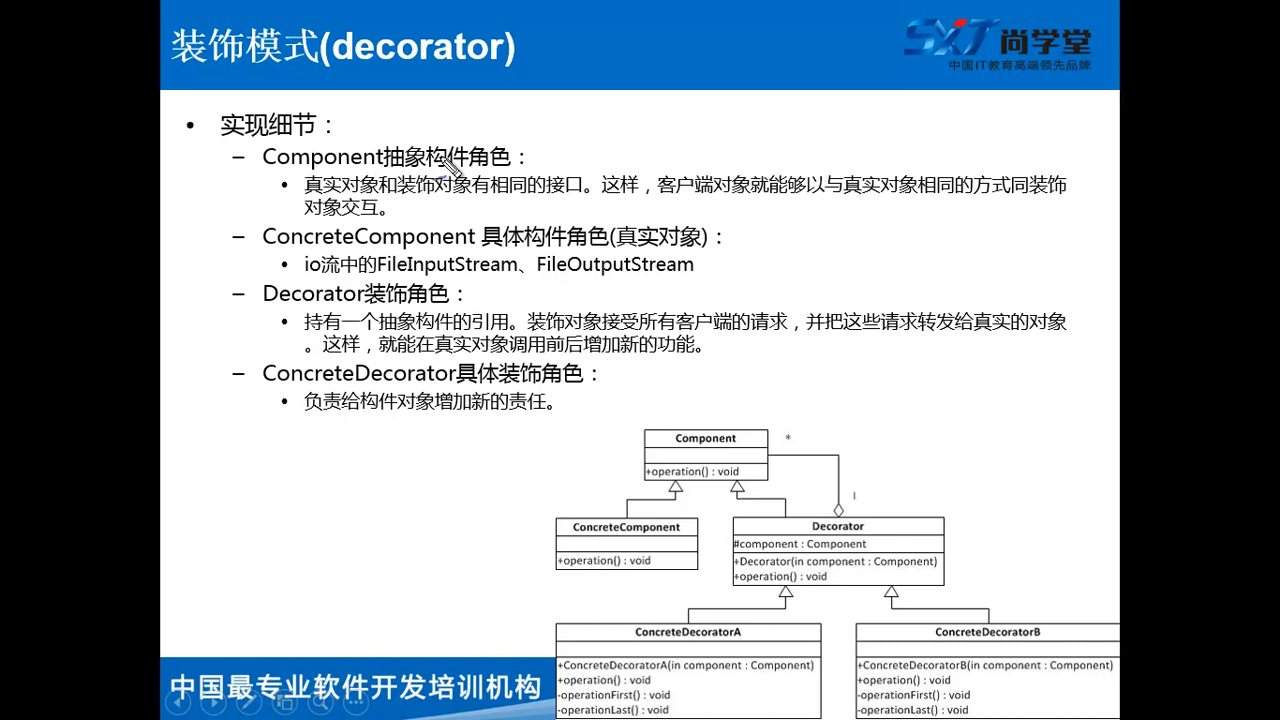 装饰模式(decorator)
SXT 尚学堂
中国IT教育高端领先品牌
• 实现细节：
– Component抽象构件角色：
• 真实对象和装饰对象有相同的接口。这样，客户端对象就能够以与真实对象相同的方式同装饰
对象交互。
– ConcreteComponent 具体构件角色(真实对象)：
• io流中的FileInputStream、FileOutputStream
– Decorator装饰角色：
• 持有一个抽象构件的引用。装饰对象接受所有客户端的请求，并把这些请求转发给真实的对象
。这样，就能在真实对象调用前后增加新的功能。
– ConcreteDecorator具体装饰角色：
• 负责给构件对象增加新的责任。
Component
*
+operation() : void
1
ConcreteComponent
+operation() : void
Decorator
#component : Component
+Decorator(in component : Component)
+operation() : void
ConcreteDecoratorA
+ConcreteDecoratorA(in component : Component)
+operation() : void
-operationFirst() : void
-operationLast() : void
ConcreteDecoratorB
+ConcreteDecoratorB(in component : Component)
+operation() : void
-operationFirst() : void
-operationLast() : void
中国最专业软件开发培训机构